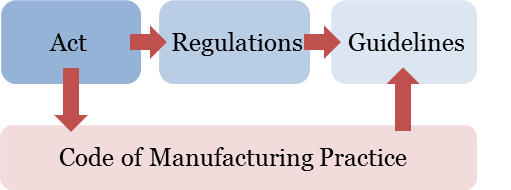 Act
Regulations
Guidelines
Code of Manufacturing Practice